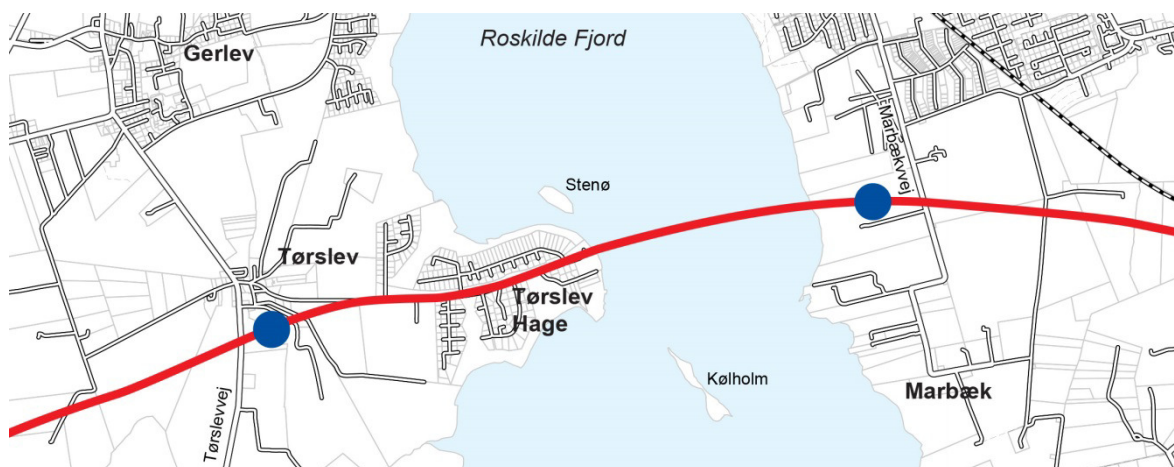 Roskilde Fjord
Gerlev
Marbækvej
Stenø
Tørslev
Tørslev
Hage
Kølholm
Marbæk
Tørslevvej